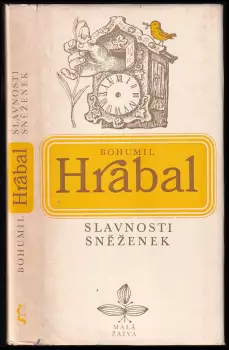 BOHUMIL
Hrabal
SLAVNOSTI
SNĚŽENEK
BOHUMIL
Hrabal
SLAVNOSTI
SNĚŽENEK
MALÁ
ŽATVA